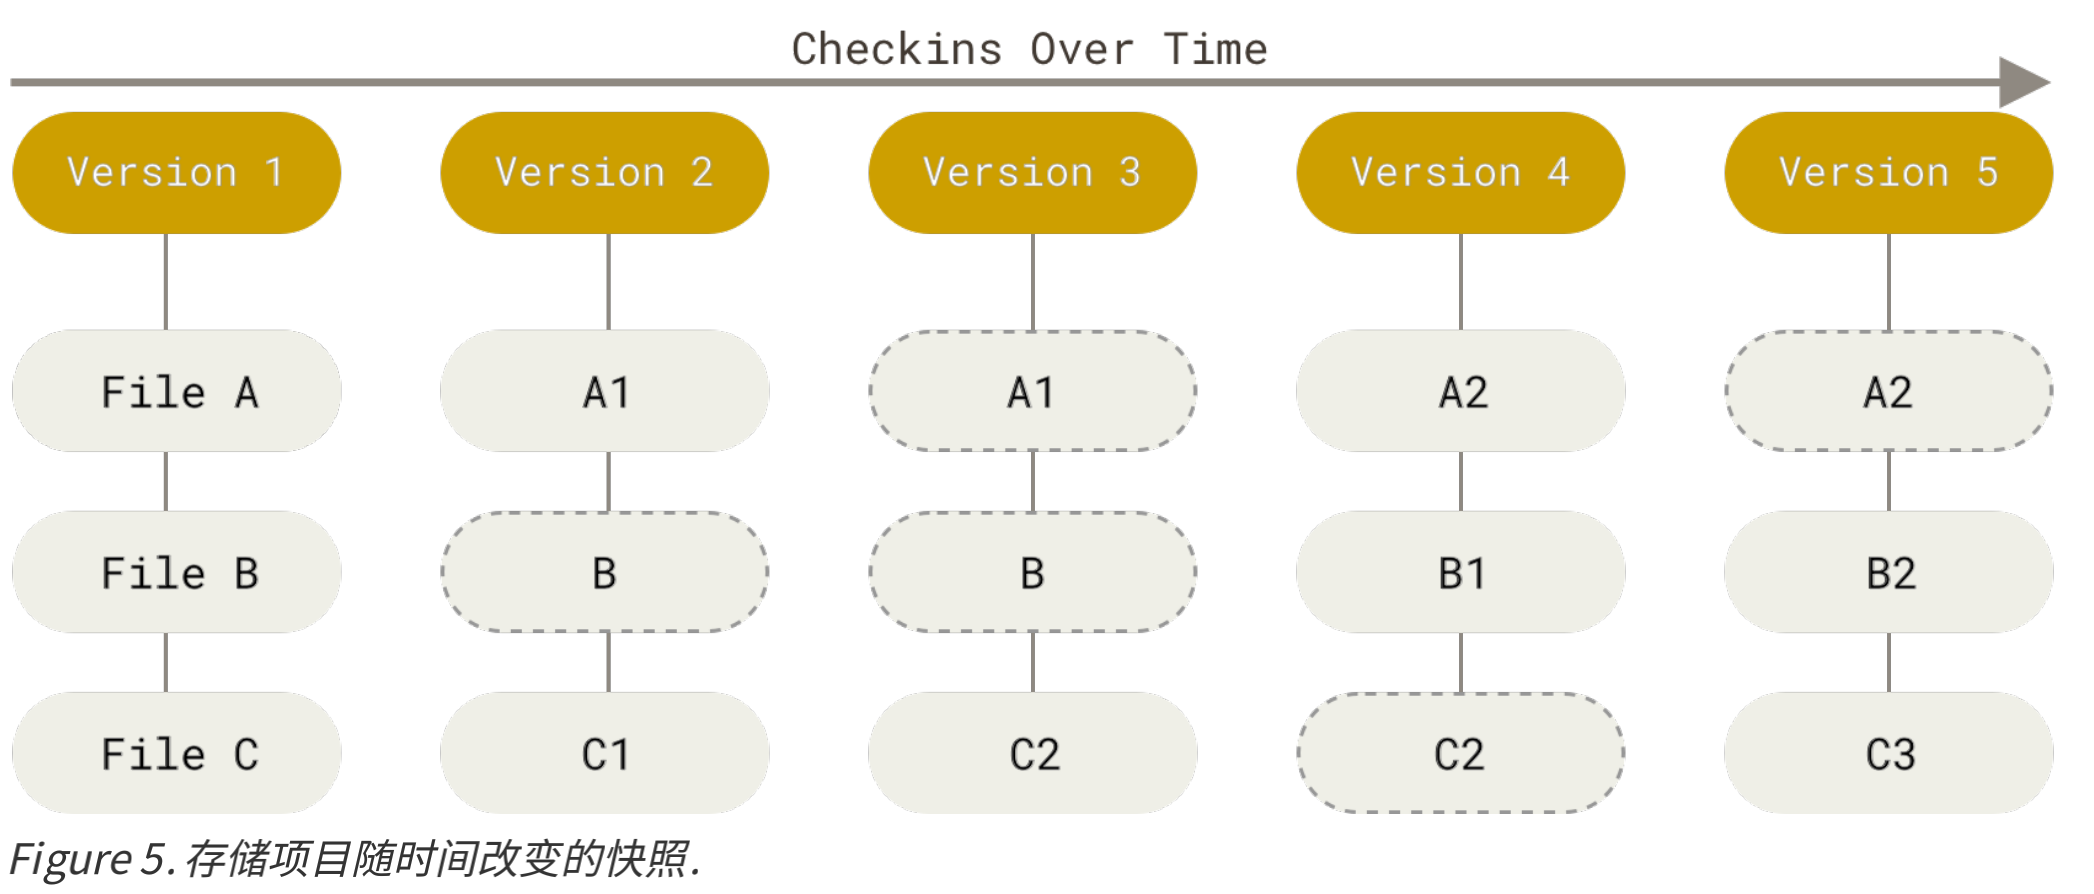 Checkins Over Time
Version 1 Version 2 Version 3 Version 4 Version 5
File A A1 A1 A2 A2
File B B B B1 B2
File C C1 C2 C2 C3
Figure 5. 存储项目随时间改变的快照.